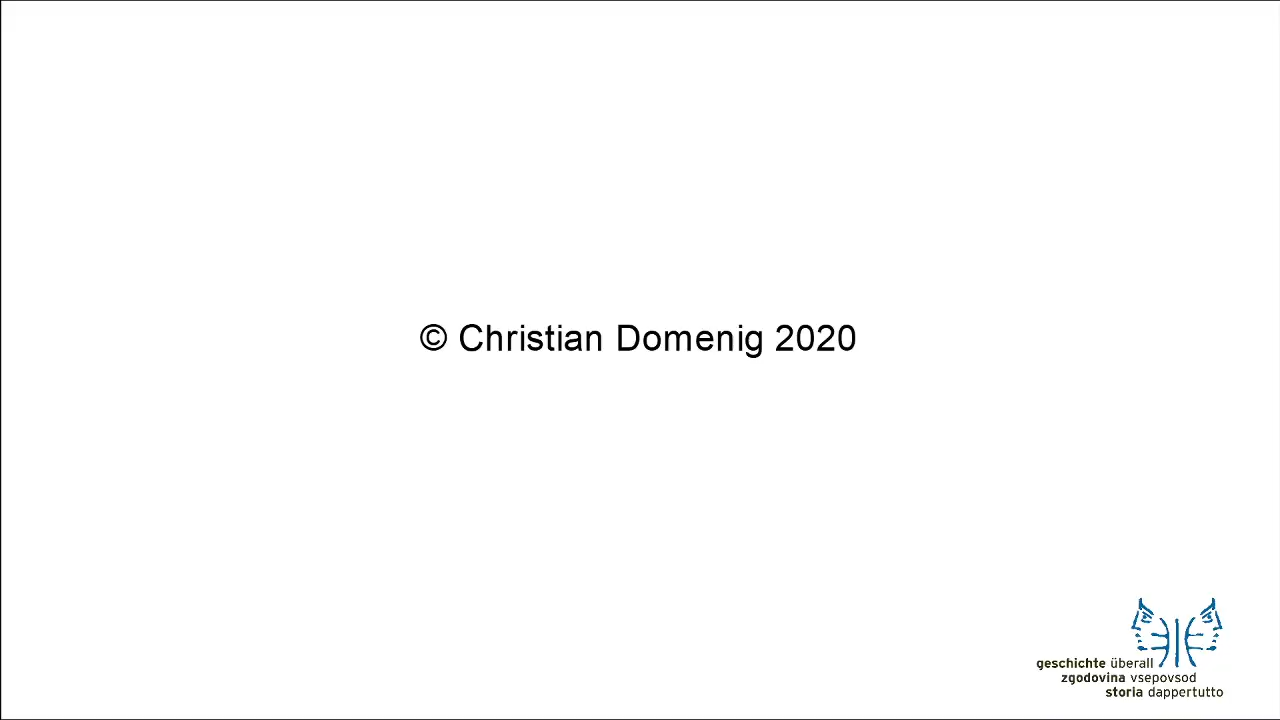 © Christian Domenig 2020
geschichte überall
zgodovina vsepovsod
storia dappertutto